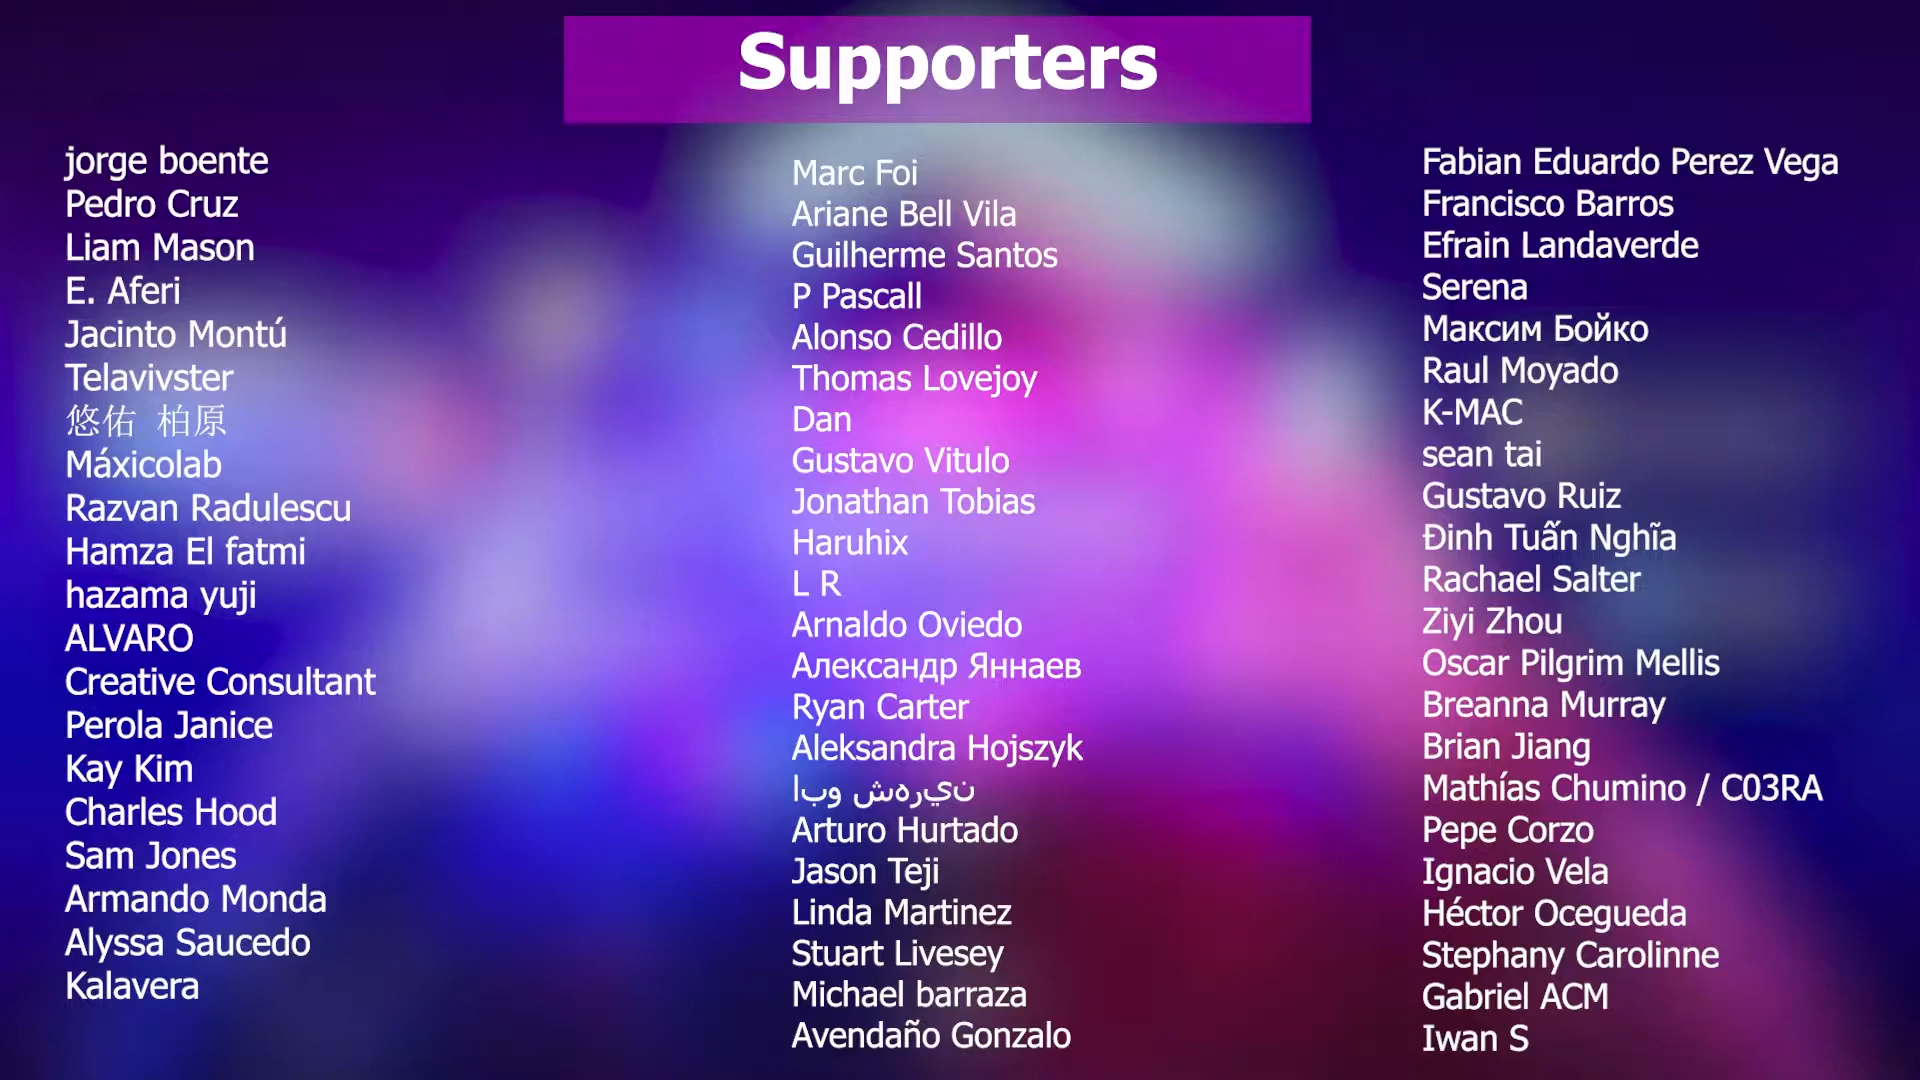 Supporters
jorge boente
Pedro Cruz
Liam Mason
E. Aferi
Jacinto Montú
Telavivster
悠佑 柏原
Máxicolab
Razvan Radulescu
Hamza El fatmi
hazama yuji
ALVARO
Creative Consultant
Perola Janice
Kay Kim
Charles Hood
Sam Jones
Armando Monda
Alyssa Saucedo
Kalavera
Marc Foi
Ariane Bell Vila
Guilherme Santos
P Pascall
Alonso Cedillo
Thomas Lovejoy
Dan
Gustavo Vitulo
Jonathan Tobias
Haruhix
L R
Arnaldo Oviedo
Александр Яннаев
Ryan Carter
Aleksandra Hojszyk
ابو شهرين
Arturo Hurtado
Jason Teji
Linda Martinez
Stuart Livesey
Michael barraza
Avendaño Gonzalo
Fabian Eduardo Perez Vega
Francisco Barros
Efrain Landaverde
Serena
Максим Бойко
Raul Moyado
K-MAC
sean tai
Gustavo Ruiz
Đinh Tuấn Nghĩa
Rachael Salter
Ziyi Zhou
Oscar Pilgrim Mellis
Breanna Murray
Brian Jiang
Mathías Chumino / C03RA
Pepe Corzo
Ignacio Vela
Héctor Ocegueda
Stephany Carolinne
Gabriel ACM
Iwan S